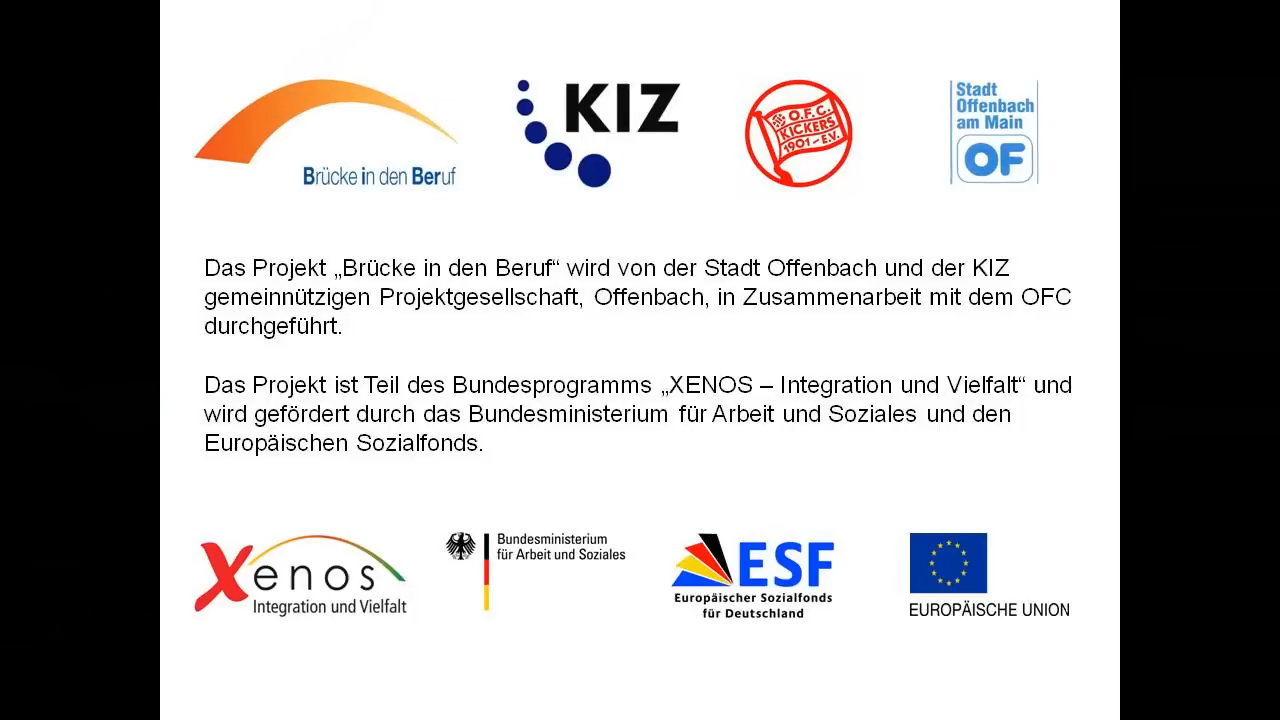 Brücke in den Beruf
KIZ
O.F.C.
KICKERS
1901 - E.V.
Stadt
Offenbach
am Main
OF
Das Projekt „Brücke in den Beruf“ wird von der Stadt Offenbach und der KIZ
gemeinnützigen Projektgesellschaft, Offenbach, in Zusammenarbeit mit dem OFC
durchgeführt.
Das Projekt ist Teil des Bundesprogramms „XENOS – Integration und Vielfalt“ und
wird gefördert durch das Bundesministerium für Arbeit und Soziales und den
Europäischen Sozialfonds.
Xenos
Integration und Vielfalt
Bundesministerium
für Arbeit und Soziales
ESF
Europäischer Sozialfonds
für Deutschland
EUROPÄISCHE UNION